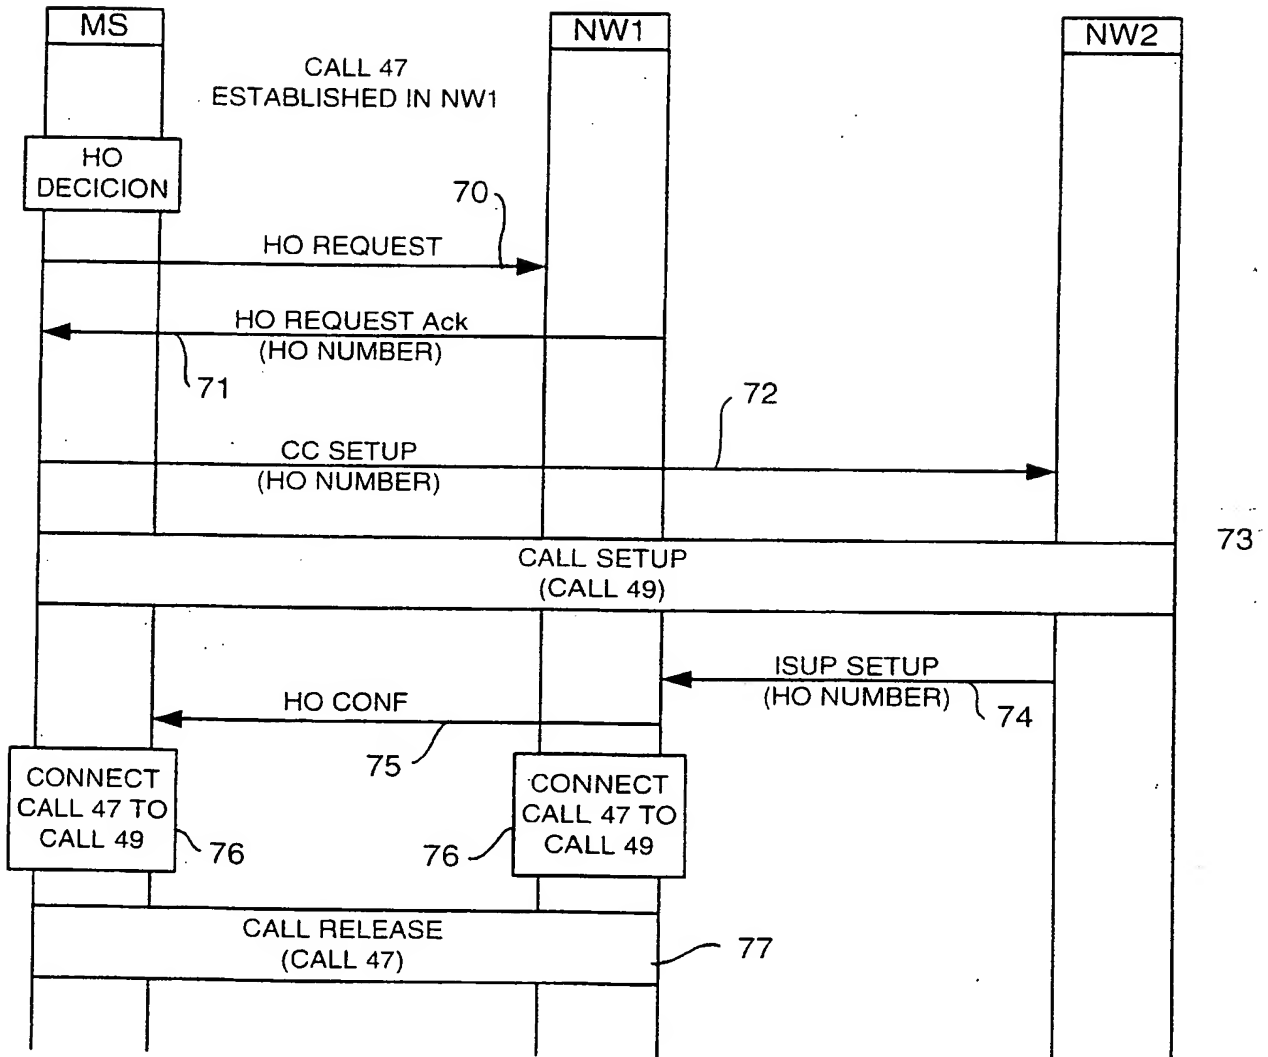 MS
NW1
NW2
CALL 47
ESTABLISHED IN NW1
HO
DECICION
70
HO REQUEST
HO REQUEST Ack
(HO NUMBER)
71
72
CC SETUP
(HO NUMBER)
73
CALL SETUP
(CALL 49)
ISUP SETUP
(HO NUMBER)
74
HO CONF
75
CONNECT
CALL 47 TO
CALL 49
76
CONNECT
CALL 47 TO
CALL 49
76
CALL RELEASE
(CALL 47)
77